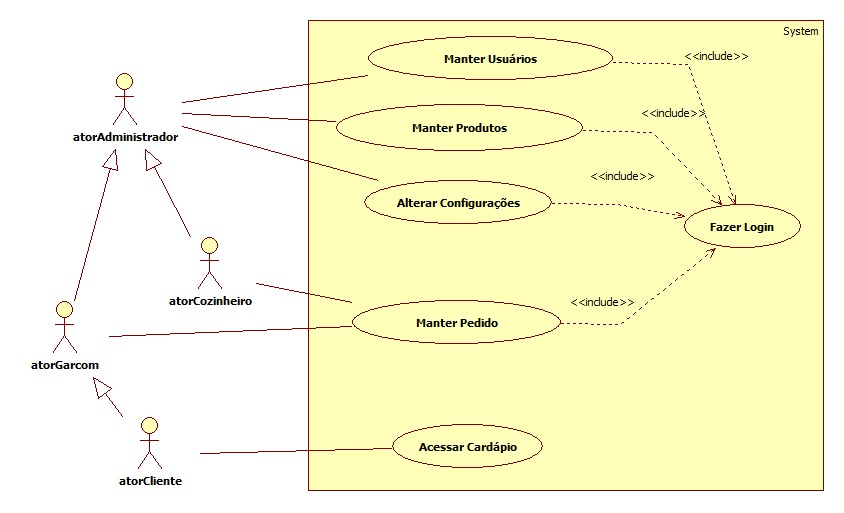 System
Manter Usuários
<<include>>
atorAdministrador
Manter Produtos
<<include>>
Alterar Configurações
<<include>>
Fazer Login
atorCozinheiro
Manter Pedido
<<include>>
atorGarcom
Acessar Cardápio
atorCliente